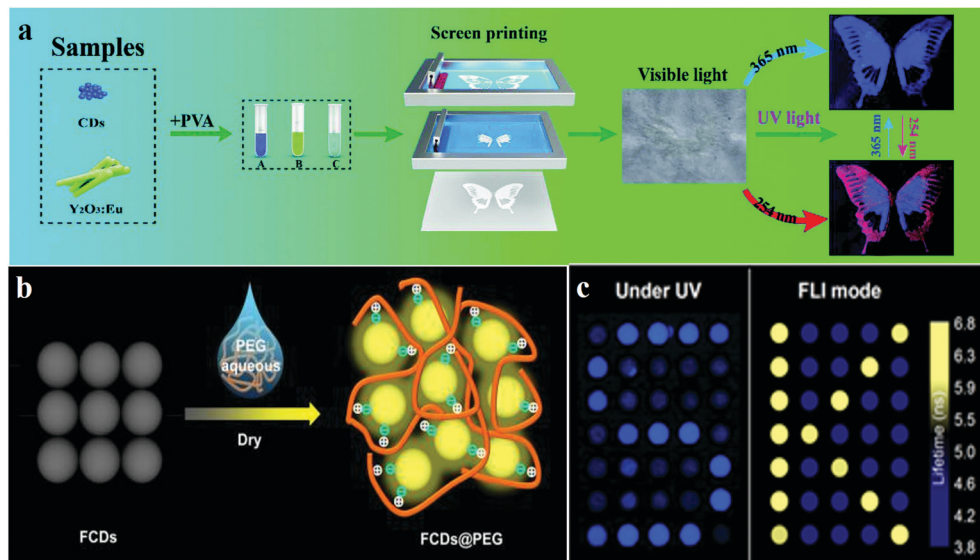 a
Samples
CDs
Y₂O₃:Eu
+PVA
A
B
C
Screen printing
Visible light
365 nm
UV light
254 nm
365 nm
254 nm
b
PEG
aqueous
Dry
FCDs
FCDs@PEG
c
Under UV
FLI mode
6.8
6.3
5.9
5.5
5.0
4.6
4.2
3.8
Lifetime (ns)